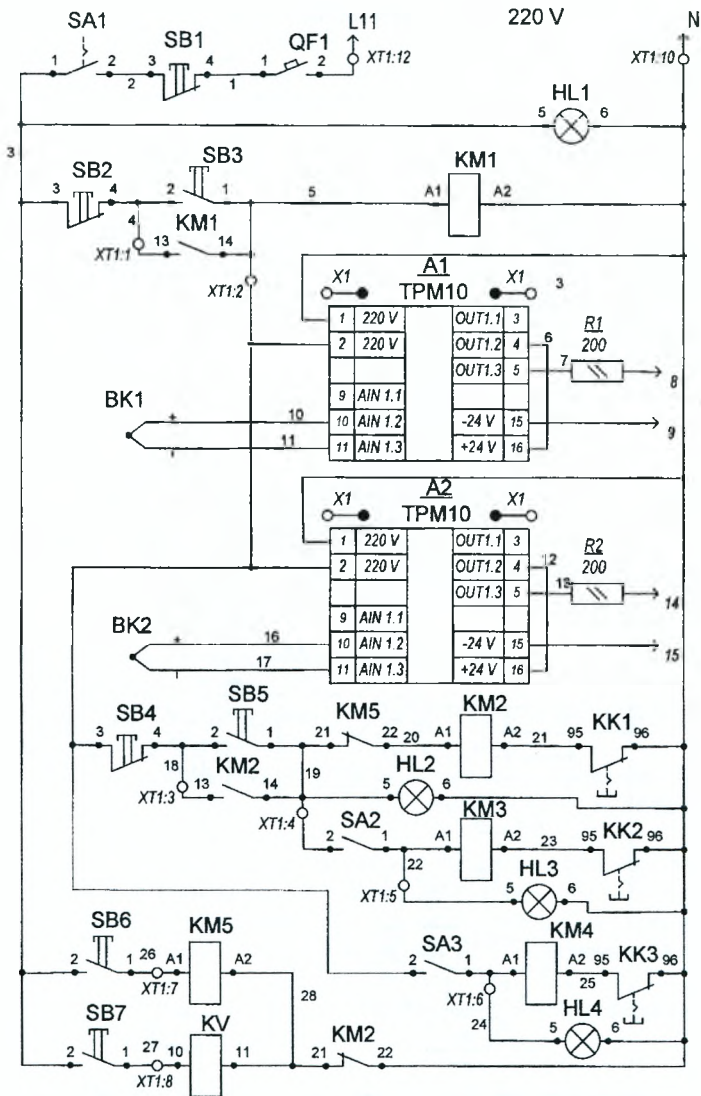 SA1 SB1 QF1 L11 220 V N
1 2 3 4 1 2 XT1:12 XT1:10
2 1
HL1
5 6
3
SB2 SB3 KM1
3 4 2 1 5 A1 A2
4 KM1
XT1:1 13 14
XT1:2
A1
X1 X1 3
TPM10
1 220 V OUT1.1 3
2 220 V OUT1.2 4 6 R1
OUT1.3 5 7 200 8
9 AIN 1.1
BK1 + 10 10 AIN 1.2 -24 V 15 9
- 11 11 AIN 1.3 +24 V 16
A2
X1 X1
TPM10
1 220 V OUT1.1 3
2 220 V OUT1.2 4 12 R2
OUT1.3 5 13 200 14
9 AIN 1.1
BK2 + 16 10 AIN 1.2 -24 V 15 15
17 11 AIN 1.3 +24 V 16
SB4 SB5 KM5 KM2 KK1
3 4 2 1 21 22 20 A1 A2 21 95 96
18 KM2 19 HL2
XT1:3 13 14 5 6
XT1:4 SA2 KM3 KK2
2 1 A1 A2 23 95 96
22 HL3
XT1:5 5 6
SB6 KM5 SA3 KM4 KK3
2 1 26 A1 A2 2 1 A1 A2 95 96
XT1:7 28 XT1:6 25
SB7 KV KM2 24 HL4
2 1 27 10 11 21 22 5 6
XT1:8